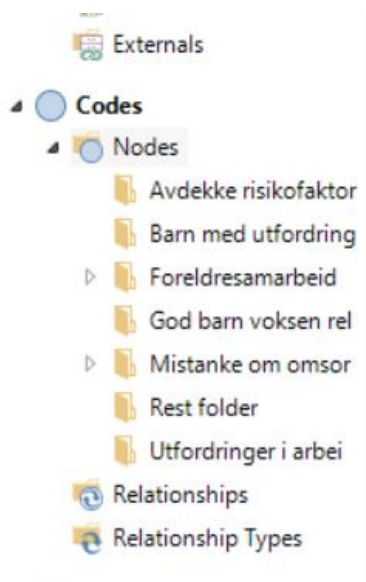 Externals
Codes
Nodes
Avdekke risikofaktor
Barn med utfordring
Foreldresamarbeid
God barn voksen rel
Mistanke om omsor
Rest folder
Utfordringer i arbei
Relationships
Relationship Types